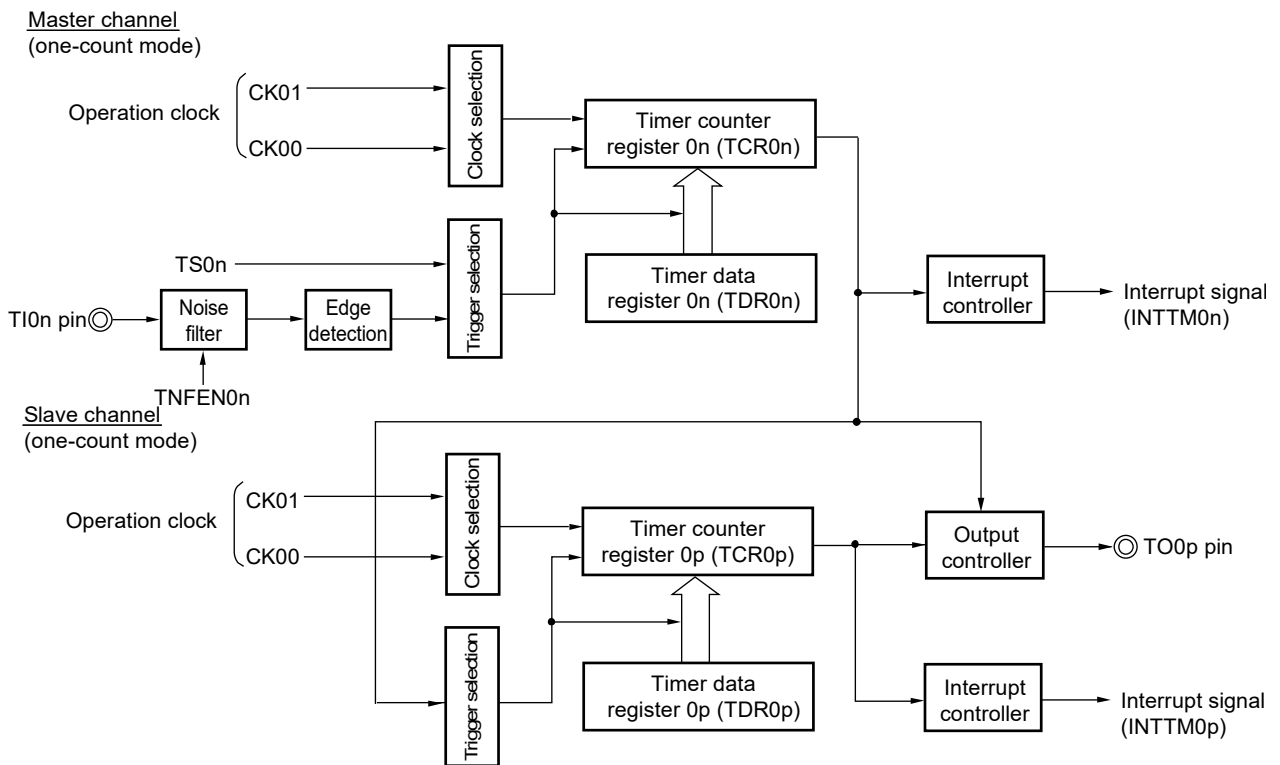 Master channel
(one-count mode)
Operation clock
CK01
CK00
Clock selection
Timer counter
register 0n (TCR0n)
TS0n
TI0n pin
Noise
filter
Edge
detection
Trigger selection
Timer data
register 0n (TDR0n)
Interrupt
controller
Interrupt signal
(INTTM0n)
TNFEN0n
Slave channel
(one-count mode)
Operation clock
CK01
CK00
Clock selection
Timer counter
register 0p (TCR0p)
Output
controller
TO0p pin
Trigger selection
Timer data
register 0p (TDR0p)
Interrupt
controller
Interrupt signal
(INTTM0p)